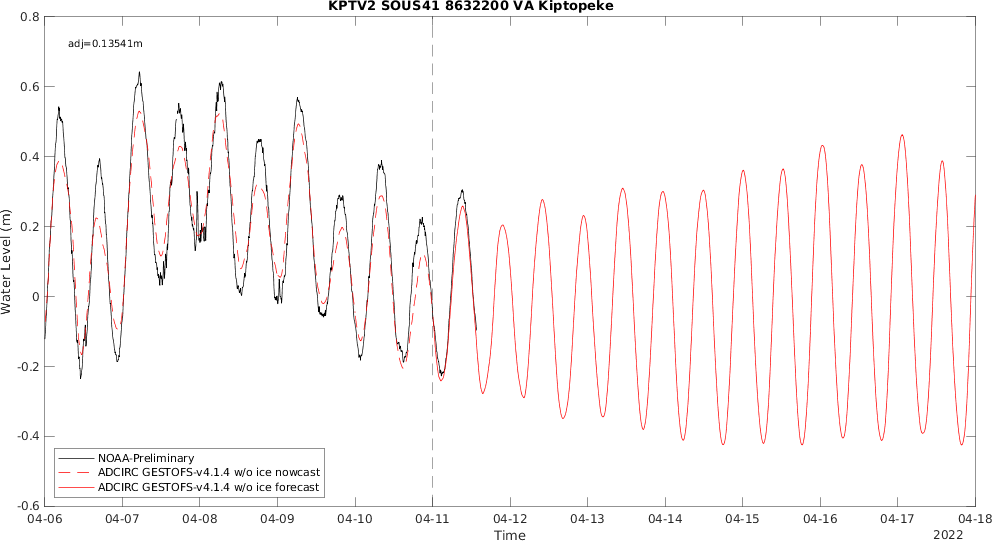 KPTV2 SOUS41 8632200 VA Kiptopeke
adj=0.13541m
0.8
0.6
0.4
0.2
0
-0.2
-0.4
-0.6
Water Level (m)
NOAA-Preliminary
ADCIRC GESTOFS-v4.1.4 w/o ice nowcast
ADCIRC GESTOFS-v4.1.4 w/o ice forecast
04-06 04-07 04-08 04-09 04-10 04-11 04-12 04-13 04-14 04-15 04-16 04-17 04-18
Time
2022